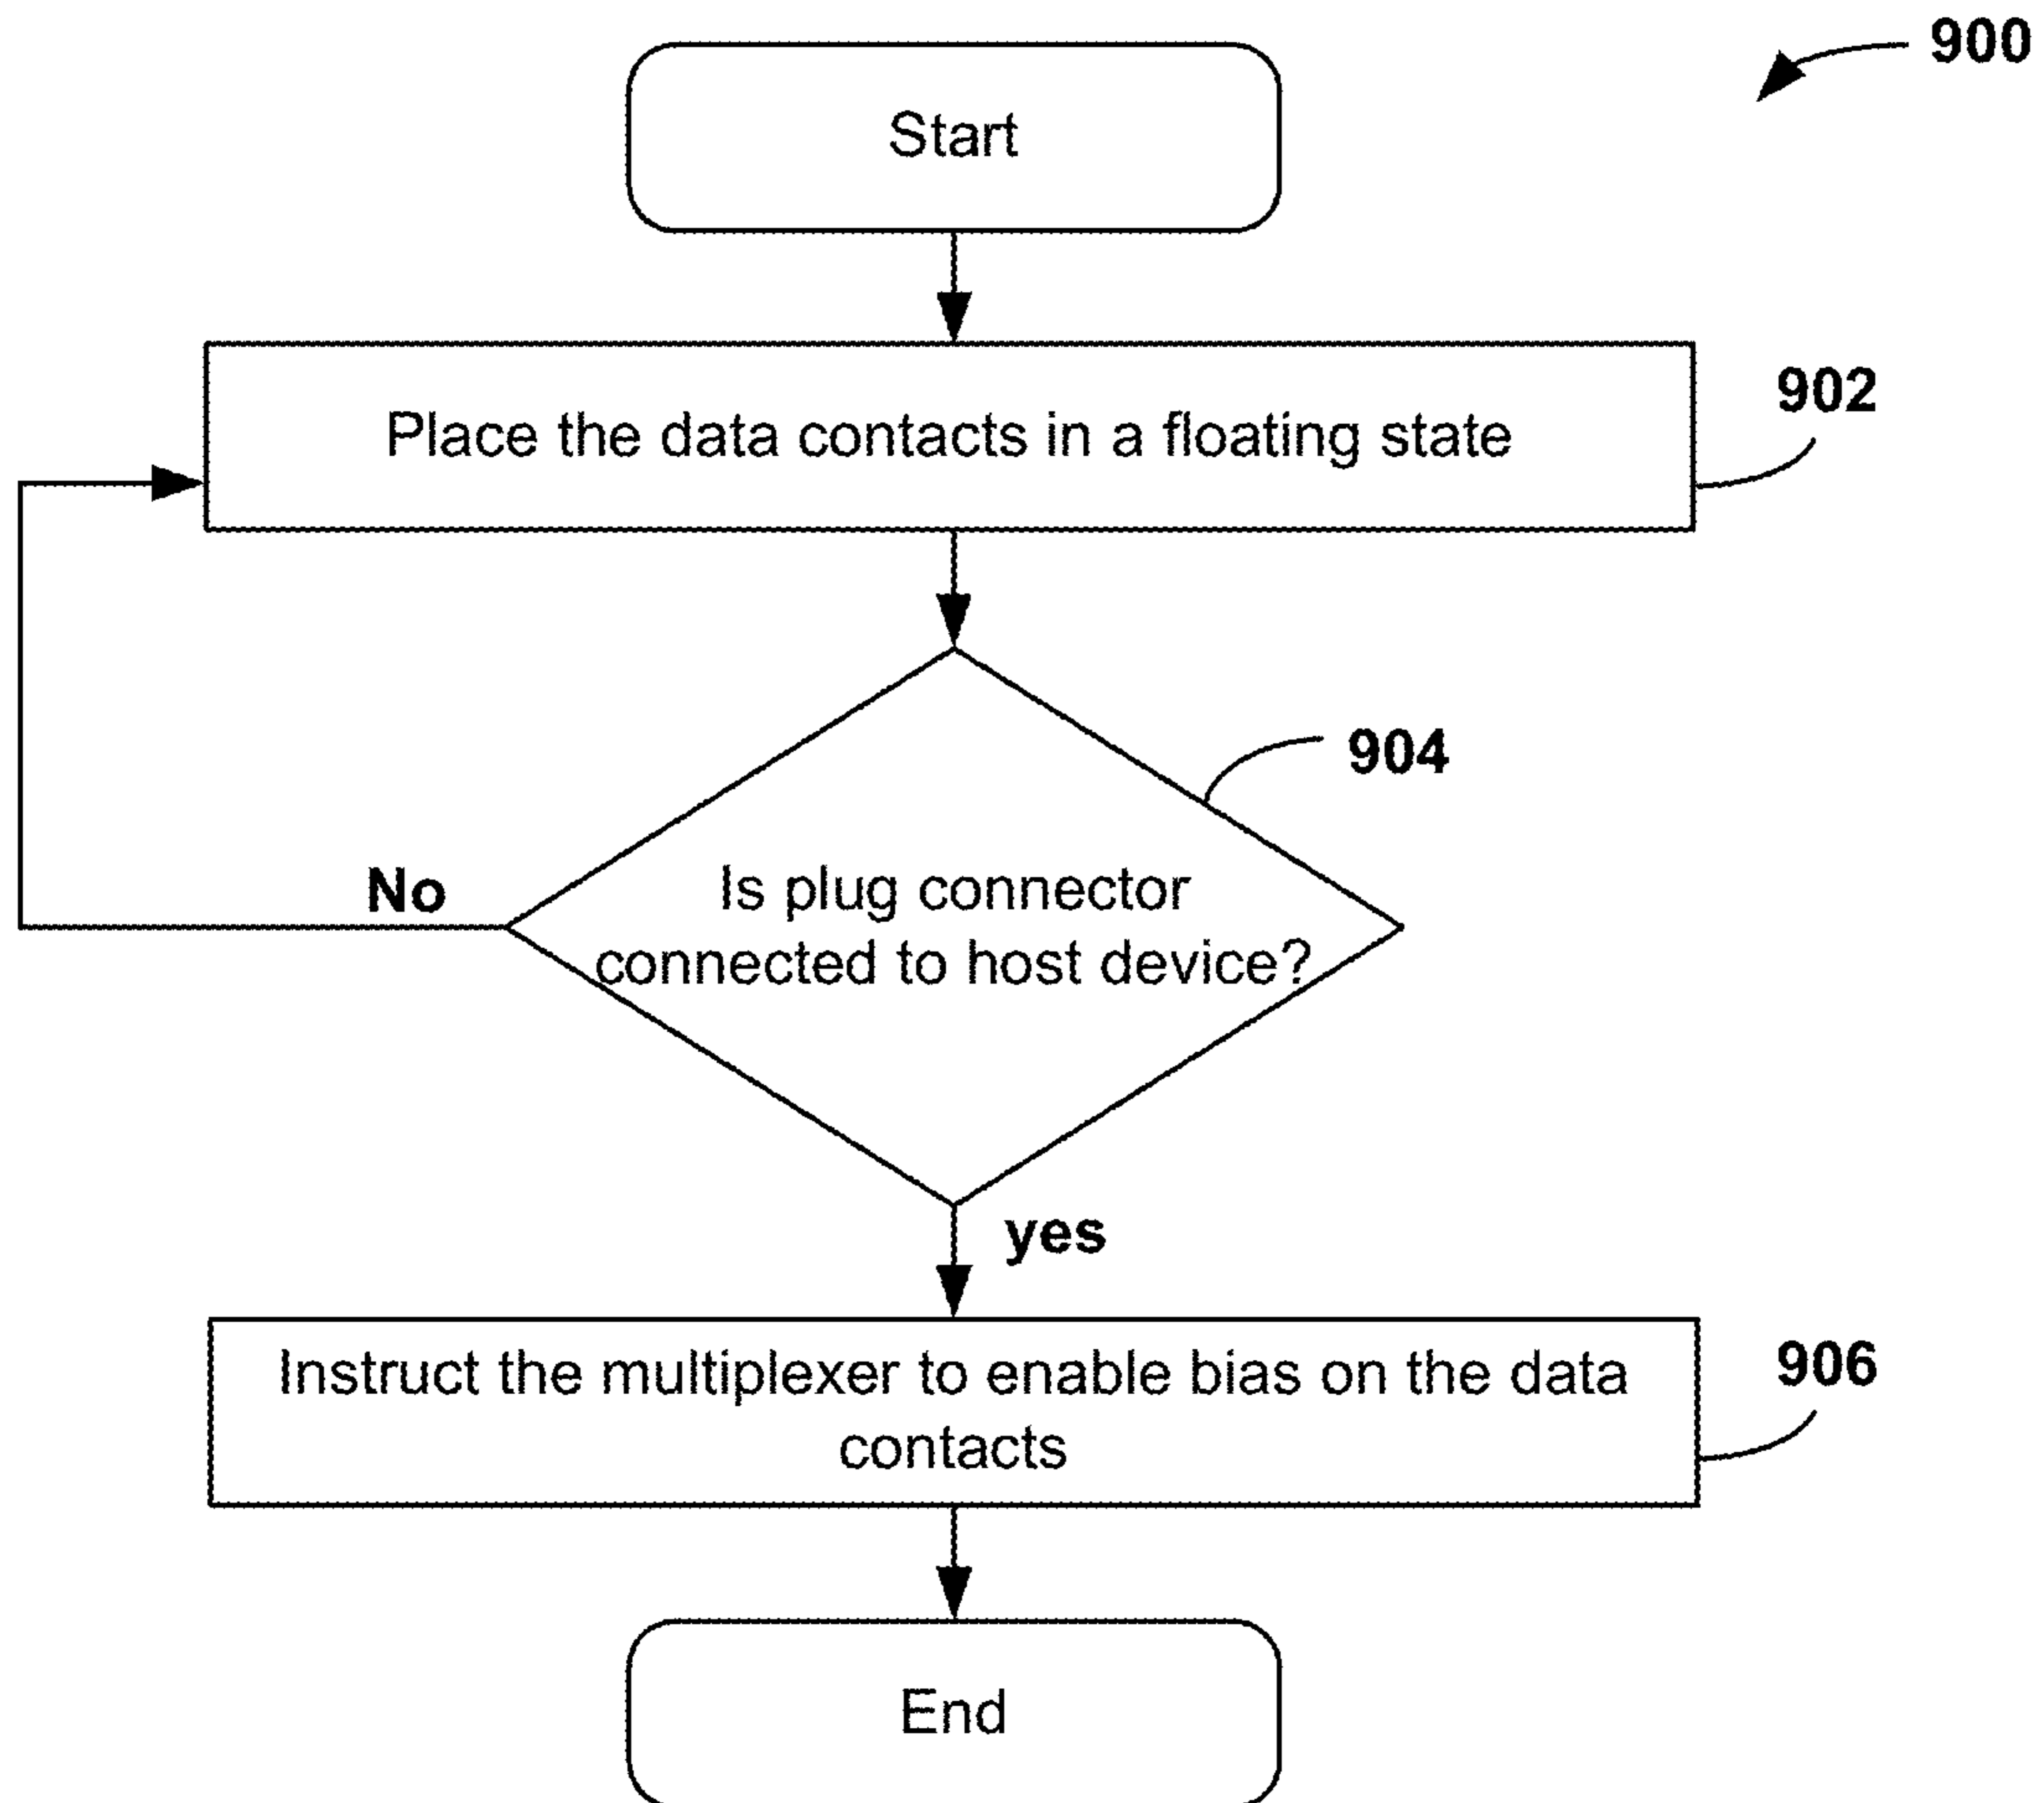 900
Start
Place the data contacts in a floating state
902
904
No
Is plug connector
connected to host device?
yes
Instruct the multiplexer to enable bias on the data
contacts
906
End